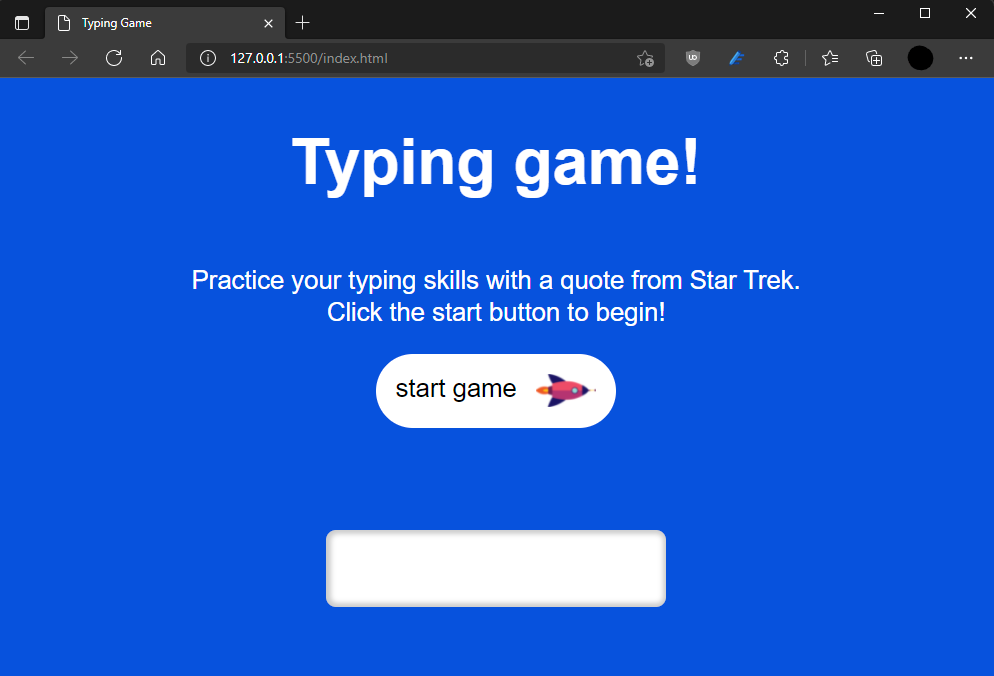 Typing Game
127.0.0.1:5500/index.html
UD
Typing game!
Practice your typing skills with a quote from Star Trek.
Click the start button to begin!
start game